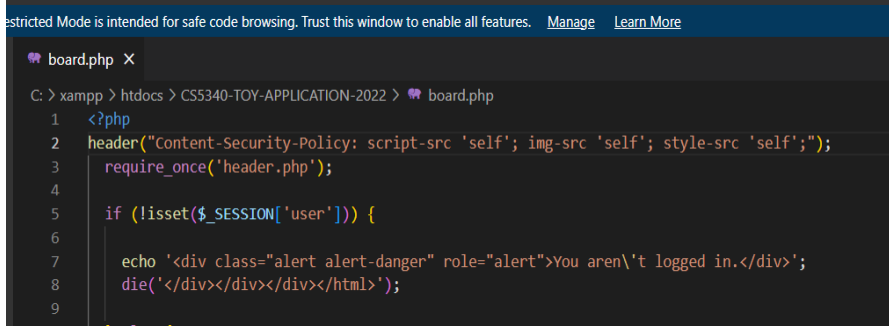 estricted Mode is intended for safe code browsing. Trust this window to enable all features. Manage Learn More
board.php ×
C: > xampp > htdocs > CS5340-TOY-APPLICATION-2022 > board.php
1 <?php
2 header("Content-Security-Policy: script-src 'self'; img-src 'self'; style-src 'self';");
3 require_once('header.php');
4
5 if (!isset($_SESSION['user'])) {
6
7 echo '<div class="alert alert-danger" role="alert">You aren\'t logged in.</div>';
8 die('</div></div></div></html>');
9